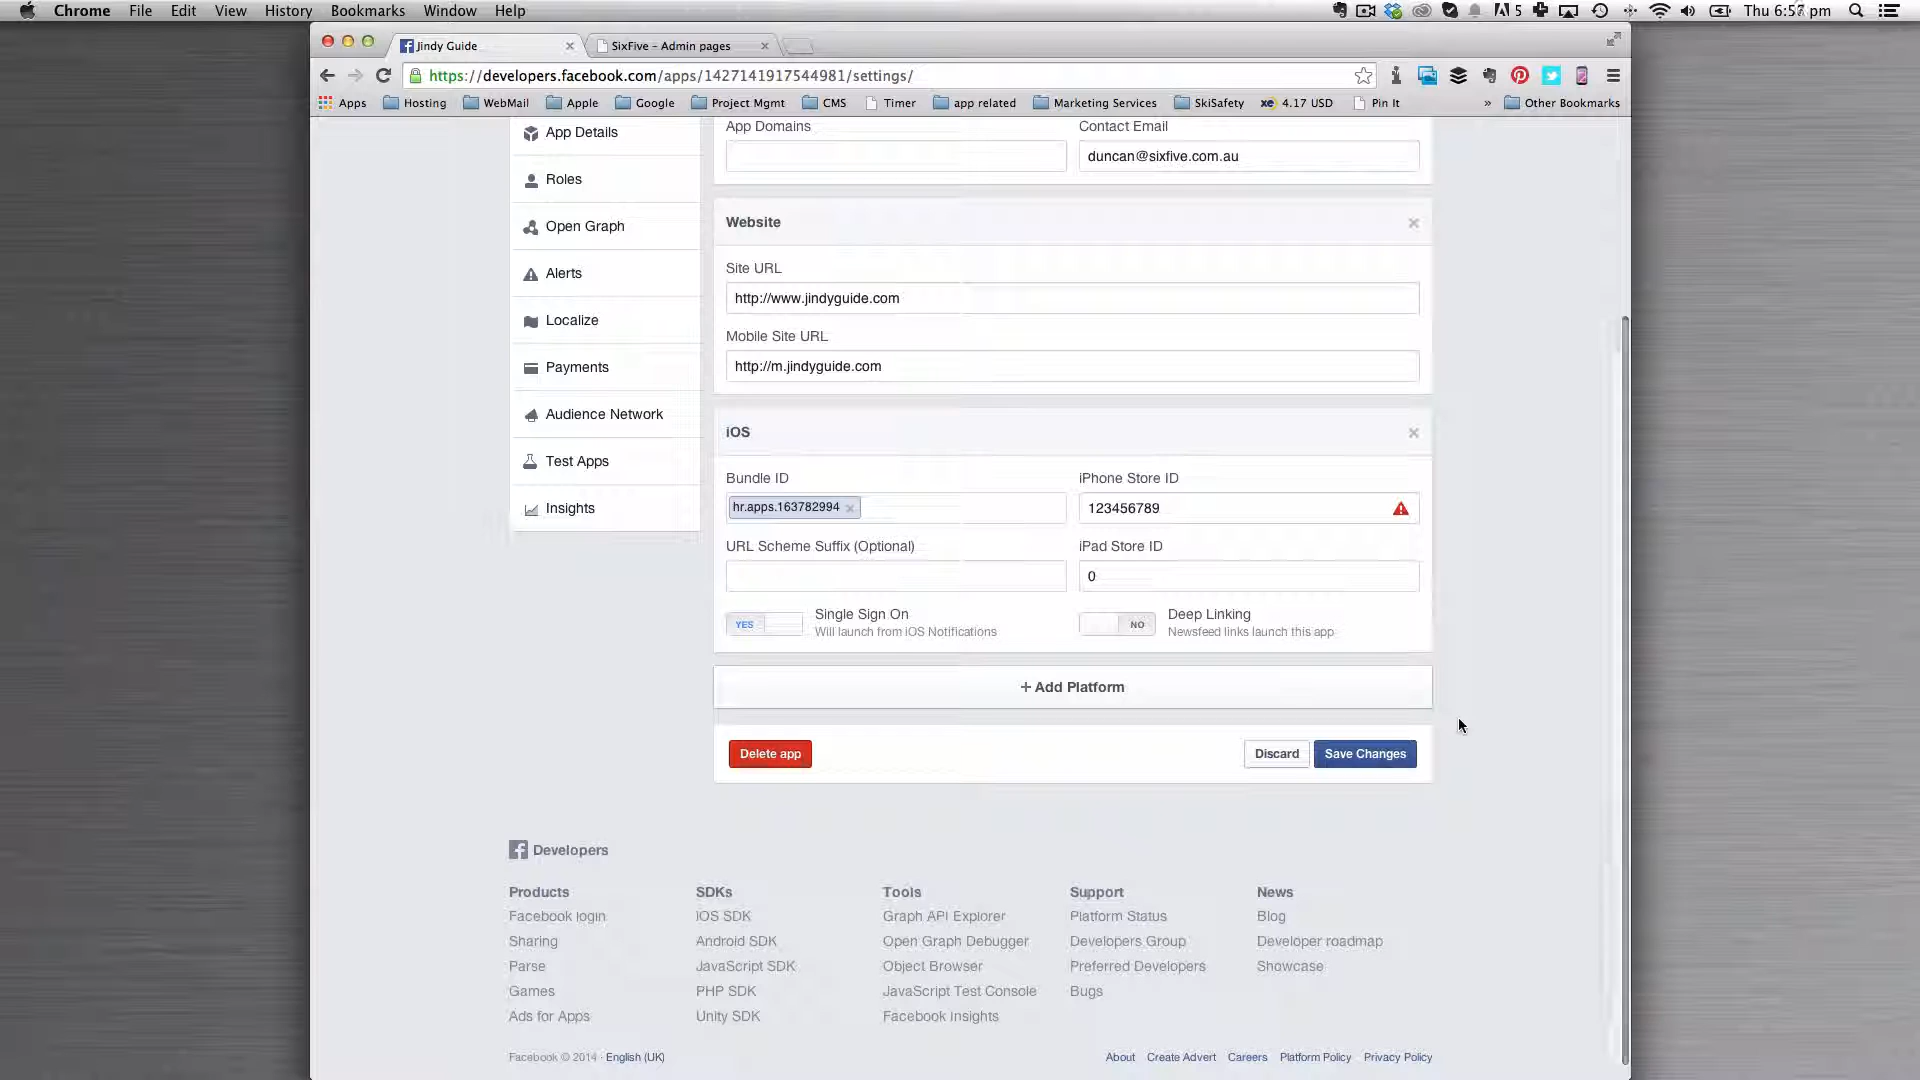 Chrome File Edit View History Bookmarks Window Help 5 Thu 6:57 pm
Jindy Guide SixFive - Admin pages
https://developers.facebook.com/apps/1427141917544981/settings/
Apps Hosting WebMail Apple Google Project Mgmt CMS Timer app related Marketing Services SkiSafety xe 4.17 USD Pin It » Other Bookmarks
App Details
Roles
Open Graph
Alerts
Localize
Payments
Audience Network
Test Apps
Insights
App Domains Contact Email
duncan@sixfive.com.au
Website
Site URL
http://www.jindyguide.com
Mobile Site URL
http://m.jindyguide.com
iOS
Bundle ID iPhone Store ID
hr.apps.163782994 123456789
URL Scheme Suffix (Optional) iPad Store ID
0
YES Single Sign On NO Deep Linking
Will launch from iOS Notifications Newsfeed links launch this app
+ Add Platform
Delete app Discard Save Changes
Developers
Products SDKs Tools Support News
Facebook login iOS SDK Graph API Explorer Platform Status Blog
Sharing Android SDK Open Graph Debugger Developers Group Developer roadmap
Parse JavaScript SDK Object Browser Preferred Developers Showcase
Games PHP SDK JavaScript Test Console Bugs
Ads for Apps Unity SDK Facebook Insights
Facebook © 2014 · English (UK) About Create Advert Careers Platform Policy Privacy Policy